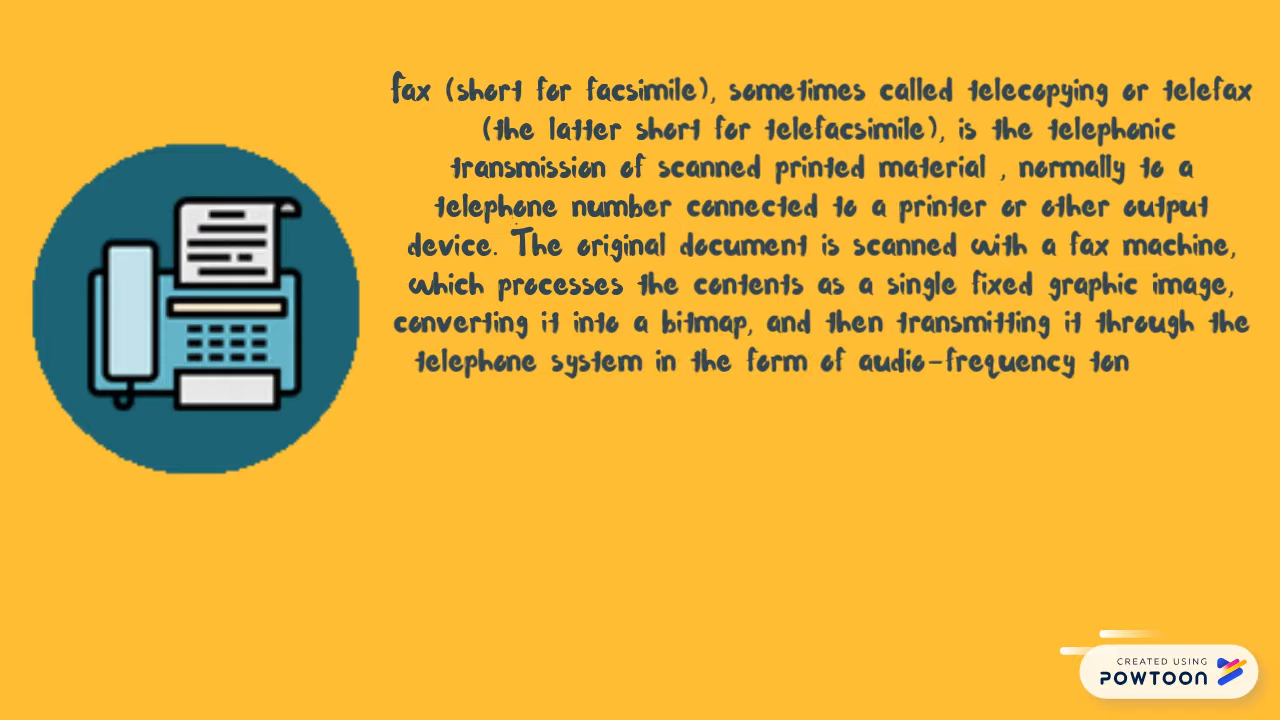 fax (short for facsimile), sometimes called telecopying or telefax
(the latter short for telefacsimile), is the telephonic
transmission of scanned printed material , normally to a
telephone number connected to a printer or other output
device. The original document is scanned with a fax machine,
which processes the contents as a single fixed graphic image,
converting it into a bitmap, and then transmitting it through the
telephone system in the form of audio-frequency ton
CREATED USING
POWTOON